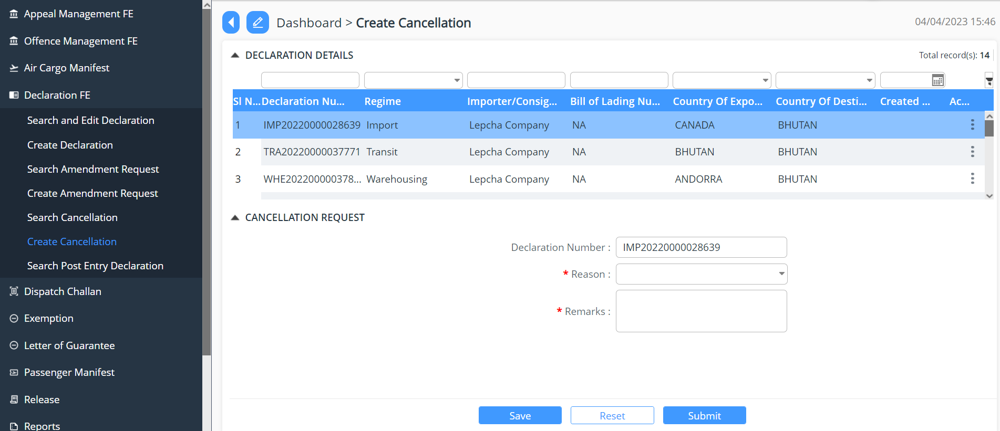 Appeal Management FE
Offence Management FE
Air Cargo Manifest
Declaration FE
Search and Edit Declaration
Create Declaration
Search Amendment Request
Create Amendment Request
Search Cancellation
Create Cancellation
Search Post Entry Declaration
Dispatch Challan
Exemption
Letter of Guarantee
Passenger Manifest
Release
Reports
Dashboard > Create Cancellation
04/04/2023 15:46
DECLARATION DETAILS
Total record(s): 14
Sl N... Declaration Nu... Regime Importer/Consig... Bill of Lading Nu... Country Of Expo... Country Of Desti... Created ... Ac...
1 IMP20220000028639 Import Lepcha Company NA CANADA BHUTAN
2 TRA20220000037771 Transit Lepcha Company NA BHUTAN BHUTAN
3 WHE202200000378... Warehousing Lepcha Company NA ANDORRA BHUTAN
CANCELLATION REQUEST
Declaration Number : IMP20220000028639
* Reason :
* Remarks :
Save Reset Submit